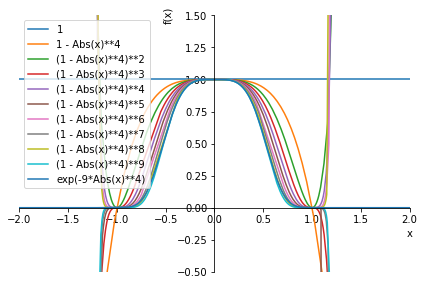 f(x)
1
1 - Abs(x)**4
(1 - Abs(x)**4)**2
(1 - Abs(x)**4)**3
(1 - Abs(x)**4)**4
(1 - Abs(x)**4)**5
(1 - Abs(x)**4)**6
(1 - Abs(x)**4)**7
(1 - Abs(x)**4)**8
(1 - Abs(x)**4)**9
exp(-9*Abs(x)**4)
1.50
1.25
1.00
0.75
0.50
0.25
0.00
−0.25
−0.50
−2.0 −1.5 −1.0 −0.5 0.0 0.5 1.0 1.5 2.0
x